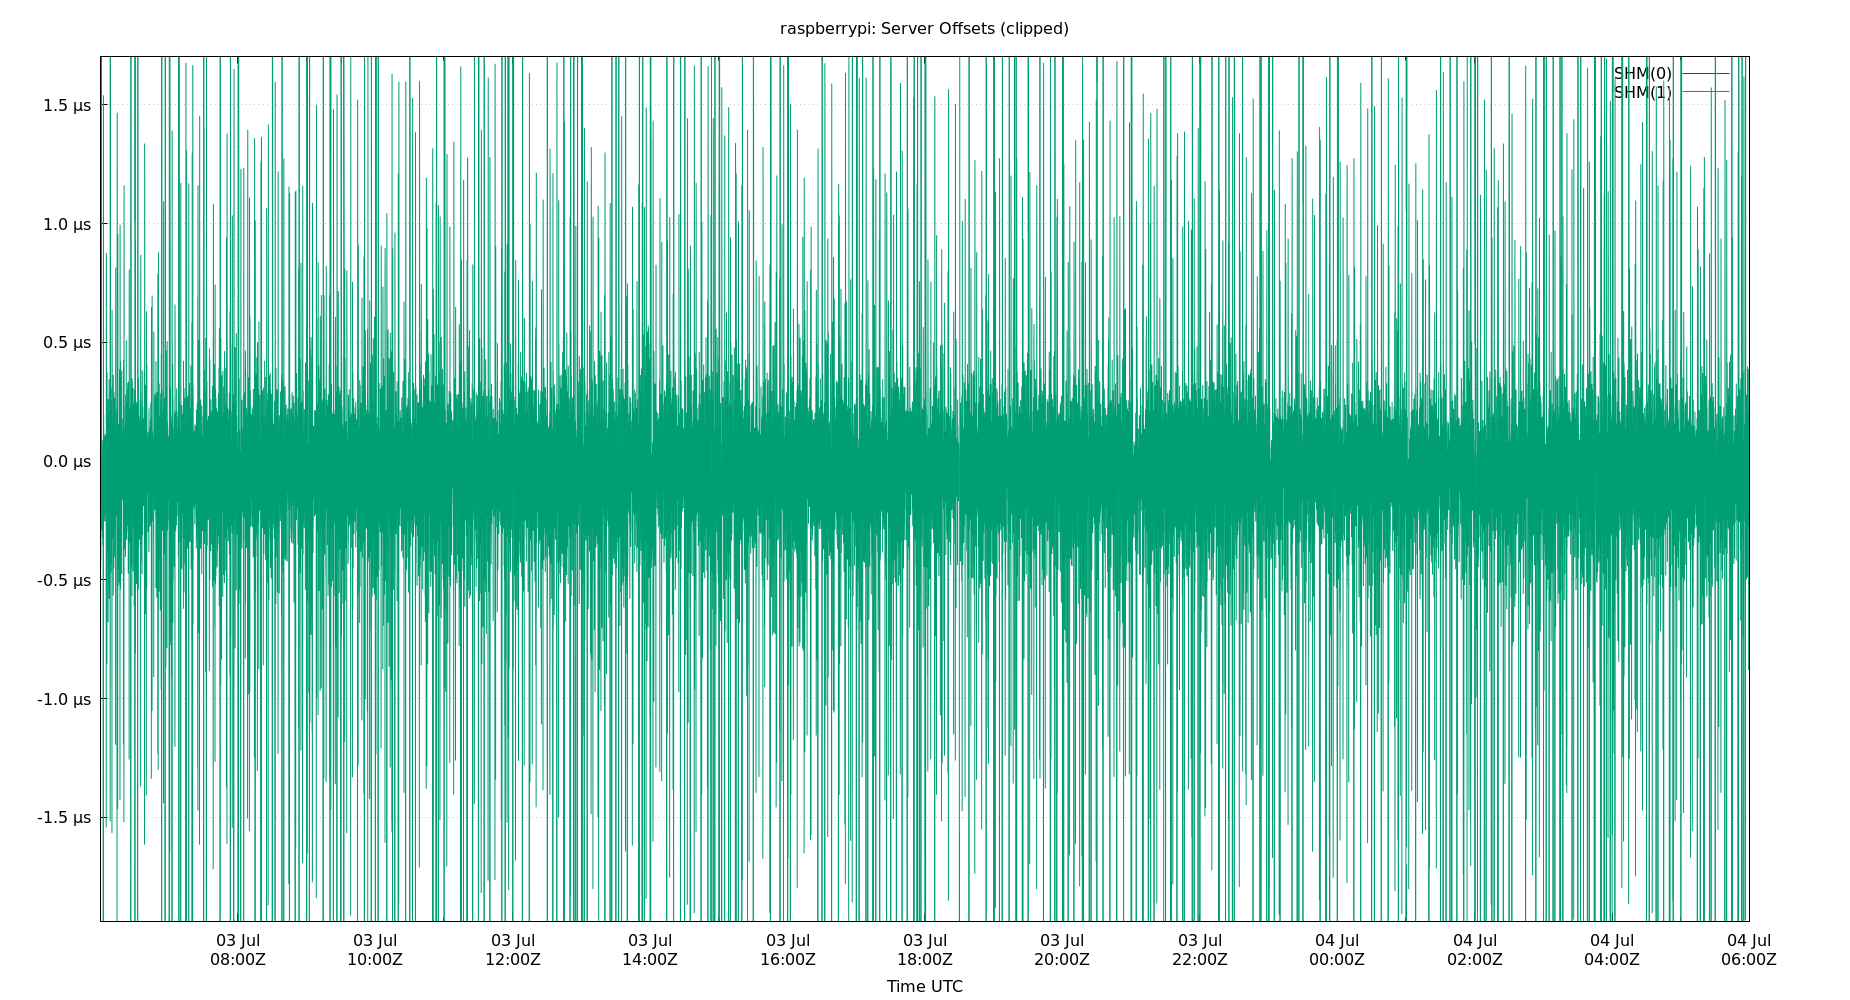 raspberrypi: Server Offsets (clipped)
SHM(0)
SHM(1)
1.5 µs
1.0 µs
0.5 µs
0.0 µs
-0.5 µs
-1.0 µs
-1.5 µs
03 Jul 03 Jul 03 Jul 03 Jul 03 Jul 03 Jul 03 Jul 03 Jul 04 Jul 04 Jul 04 Jul 04 Jul
08:00Z 10:00Z 12:00Z 14:00Z 16:00Z 18:00Z 20:00Z 22:00Z 00:00Z 02:00Z 04:00Z 06:00Z
Time UTC